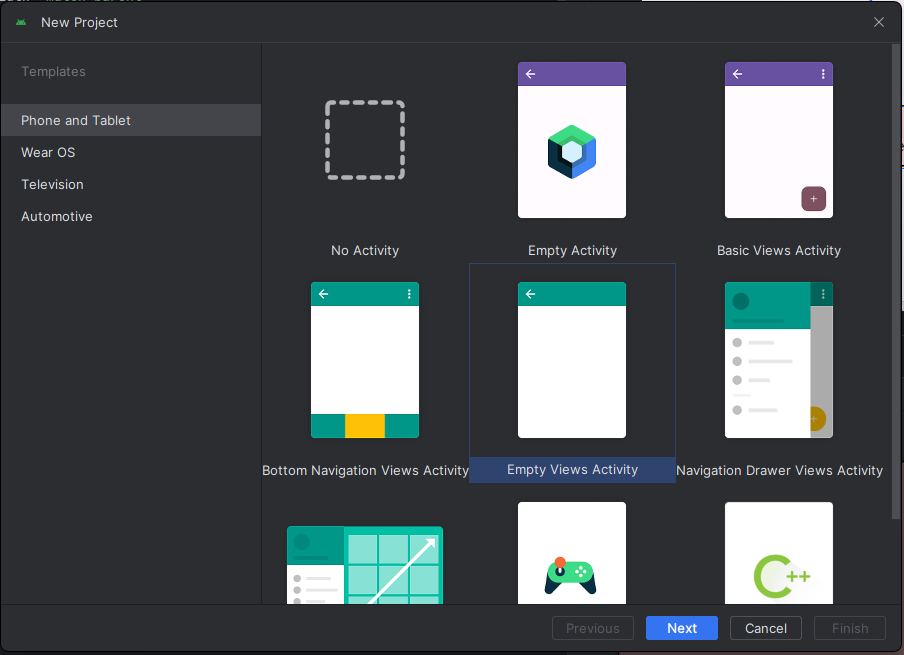 New Project
Templates
Phone and Tablet
Wear OS
Television
Automotive
No Activity
Empty Activity
Basic Views Activity
Bottom Navigation Views Activity
Empty Views Activity
Navigation Drawer Views Activity
C++
Previous
Next
Cancel
Finish